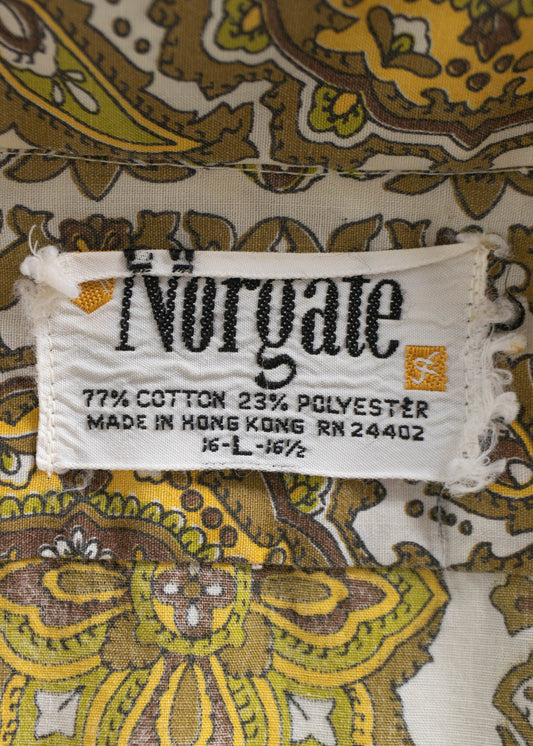 Norgate
77% COTTON 23% POLYESTER
MADE IN HONG KONG RN 24402
16-L-16½